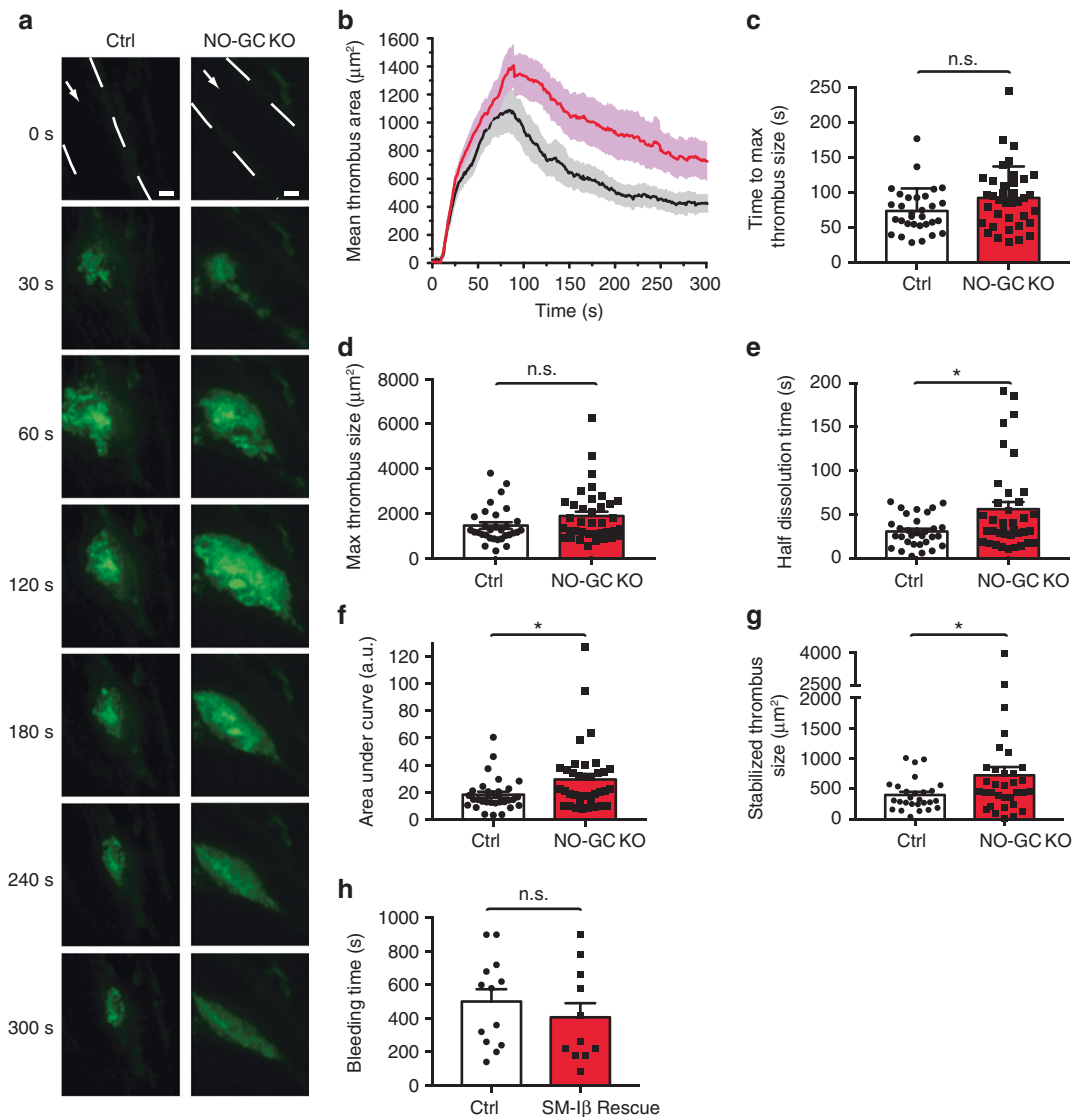 a
Ctrl
NO-GC KO
0 s
30 s
60 s
120 s
180 s
240 s
300 s
b
Mean thrombus area (μm²)
1600
1400
1200
1000
800
600
400
200
0
0 50 100 150 200 250 300
Time (s)
c
n.s.
Time to max
thrombus size (s)
250
200
150
100
50
0
Ctrl
NO-GC KO
d
n.s.
Max thrombus size (μm²)
8000
6000
4000
2000
0
Ctrl
NO-GC KO
e
*
Half dissolution time (s)
200
150
100
50
0
Ctrl
NO-GC KO
f
*
Area under curve (a.u.)
120
100
80
60
40
20
0
Ctrl
NO-GC KO
g
*
Stabilized thrombus
size (μm²)
4000
2500
2000
1500
1000
500
0
Ctrl
NO-GC KO
h
n.s.
Bleeding time (s)
1000
800
600
400
200
0
Ctrl
SM-Iβ Rescue